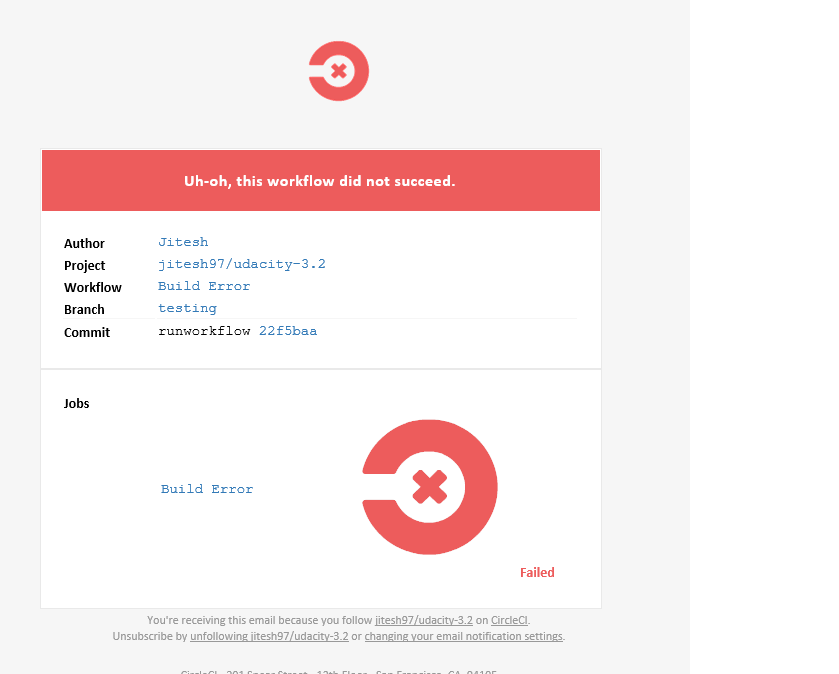 Uh-oh, this workflow did not succeed.
Author Jitesh
Project jitesh97/udacity-3.2
Workflow Build Error
Branch testing
Commit runworkflow 22f5baa
Jobs
Build Error
Failed
You're receiving this email because you follow jitesh97/udacity-3.2 on CircleCI.
Unsubscribe by unfollowing jitesh97/udacity-3.2 or changing your email notification settings.